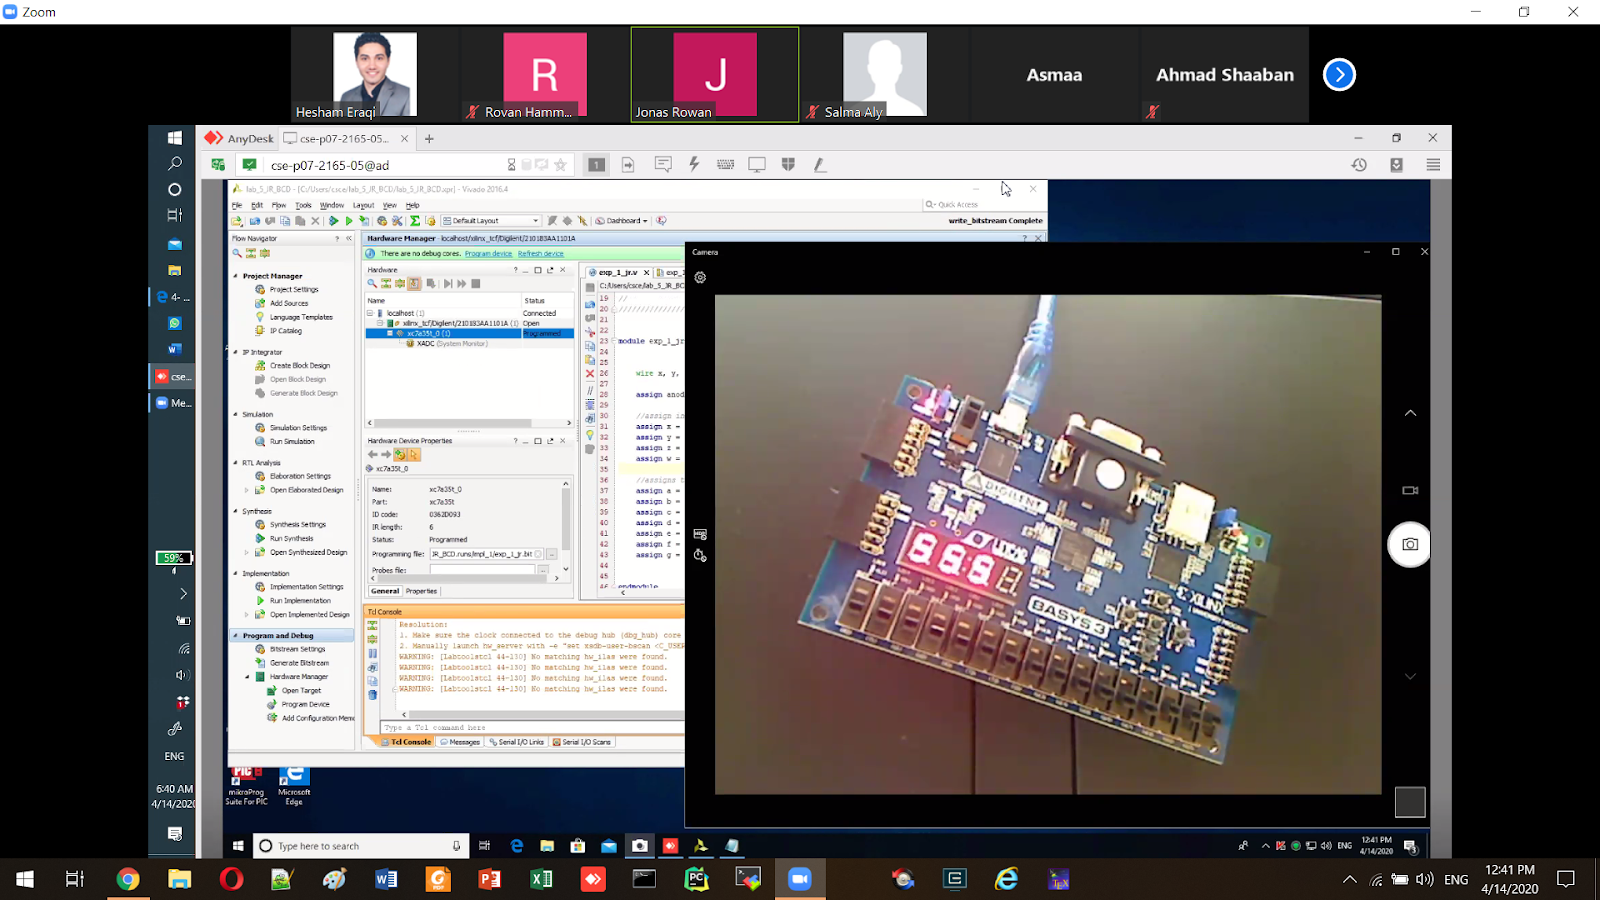 Zoom
Hesham Eraqi
R
Rovan Hamm...
J
Jonas Rowan
Salma Aly
Asmaa
Ahmad Shaaban
AnyDesk
cse-p07-2165-05...
cse-p07-2165-05@ad
1
lab_5_JR_BCD - [C:/Users/csce/lab_5_JR_BCD/lab_5_JR_BCD.xpr] - Vivado 2016.4
File Edit Flow Tools Window Layout View Help
Quick Access
Default Layout
Dashboard
write_bitstream Complete
Flow Navigator
Project Manager
Project Settings
Add Sources
Language Templates
IP Catalog
IP Integrator
Create Block Design
Open Block Design
Generate Block Design
Simulation
Simulation Settings
Run Simulation
RTL Analysis
Elaboration Settings
Open Elaborated Design
Synthesis
Synthesis Settings
Run Synthesis
Open Synthesized Design
Implementation
Implementation Settings
Run Implementation
Open Implemented Design
Program and Debug
Bitstream Settings
Generate Bitstream
Hardware Manager
Open Target
Program Device
Add Configuration Mem
Hardware Manager - localhost/xilinx_tcf/Digilent/210183AA1101A
There are no debug cores. Program device Refresh device
Hardware
Name Status
localhost (1) Connected
xilinx_tcf/Digilent/210183AA1101A (1) Open
xc7a35t_0 (1) Programmed
XADC (System Monitor)
Hardware Device Properties
xc7a35t_0
Name: xc7a35t_0
Part: xc7a35t
ID code: 0362D093
IR length: 6
Status: Programmed
Programming file: JR_BCD.runs/impl_1/exp_1_jr.bit
Probes file:
General Properties
exp_1_jr.v
exp_1
C:/Users/csce/lab_5_JR_BC
19 //
20 ///////////////
21
22
23 module exp_1_jr
24
25
26 wire x, y,
27
28 assign anod
29
30 //assign in
31 assign x =
32 assign y =
33 assign z =
34 assign w =
35
36 //assigns t
37 assign a =
38 assign b =
39 assign c =
40 assign d =
41 assign e =
42 assign f =
43 assign g =
44
45
46 endmodule
Tcl Console
Resolution:
1. Make sure the clock connected to the debug hub (dbg_hub) core
2. Manually launch hw_server with -e "set xsdb-user-bscan <C_USER
WARNING: [Labtoolstcl 44-130] No matching hw_ilas were found.
WARNING: [Labtoolstcl 44-130] No matching hw_ilas were found.
WARNING: [Labtoolstcl 44-130] No matching hw_ilas were found.
WARNING: [Labtoolstcl 44-130] No matching hw_ilas were found.
Type a Tcl command here
Tcl Console Messages Serial I/O Links Serial I/O Scans
Camera
DIGILENT
888
BASYS 3
XILINX
4- ...
cse...
Me...
59%
ENG
6:40 AM
4/14/2020
mikroProg
Suite For PIC
Microsoft
Edge
Type here to search
ENG
12:41 PM
4/14/2020
ENG
12:41 PM
4/14/2020